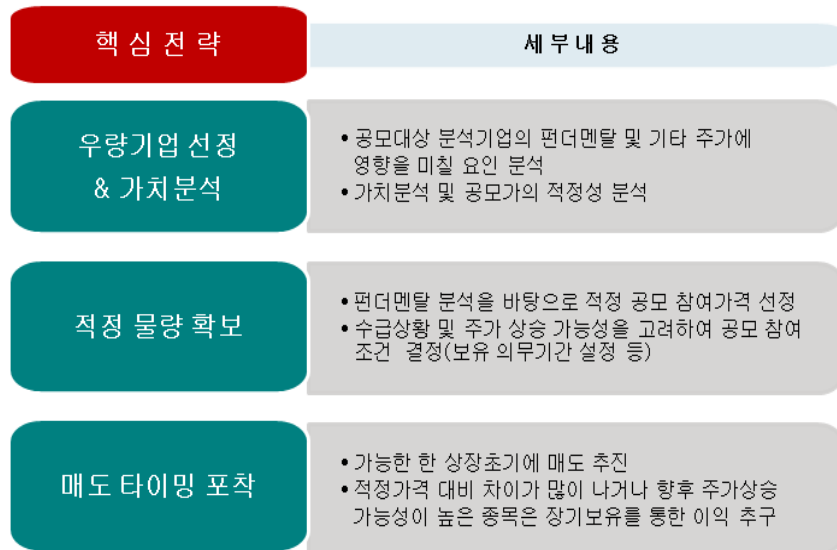 핵심전략
세부내용
우량기업 선정
& 가치분석
• 공모대상 분석기업의 펀더멘탈 및 기타 주가에
영향을 미칠 요인 분석
• 가치분석 및 공모가의 적정성 분석
적정 물량 확보
• 펀더멘탈 분석을 바탕으로 적정 공모 참여가격 선정
• 수급상황 및 주가 상승 가능성을 고려하여 공모 참여
조건 결정(보유 의무기간 설정 등)
매도 타이밍 포착
• 가능한 한 상장초기에 매도 추진
• 적정가격 대비 차이가 많이 나거나 향후 주가상승
가능성이 높은 종목은 장기보유를 통한 이익 추구